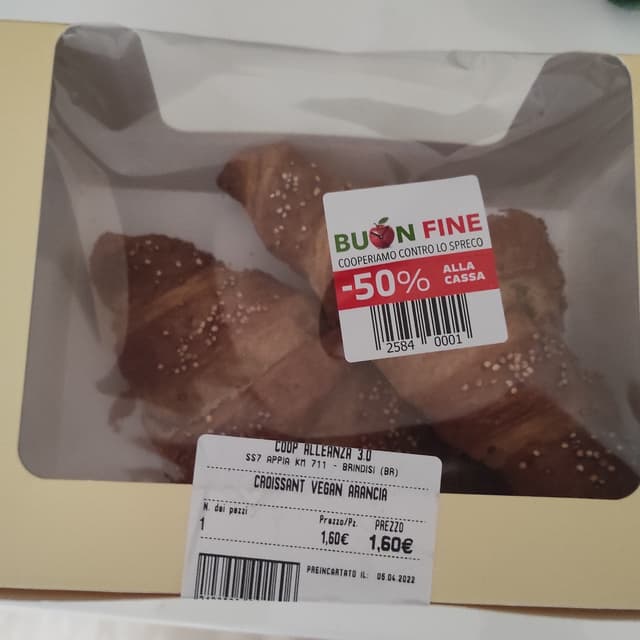 BUON FINE
COOPERIAMO CONTRO LO SPRECO
-50% ALLA CASSA
2584 0001
COOP ALLEANZA 3.0
SS7 APPIA KM 711 - BRINDISI (BR)
CROISSANT VEGAN ARANCIA
N. dei pezzi Prezzo/Pz. PREZZO
1 1,60€ 1,60€
PREINCARTATO IL: 05.04.2022